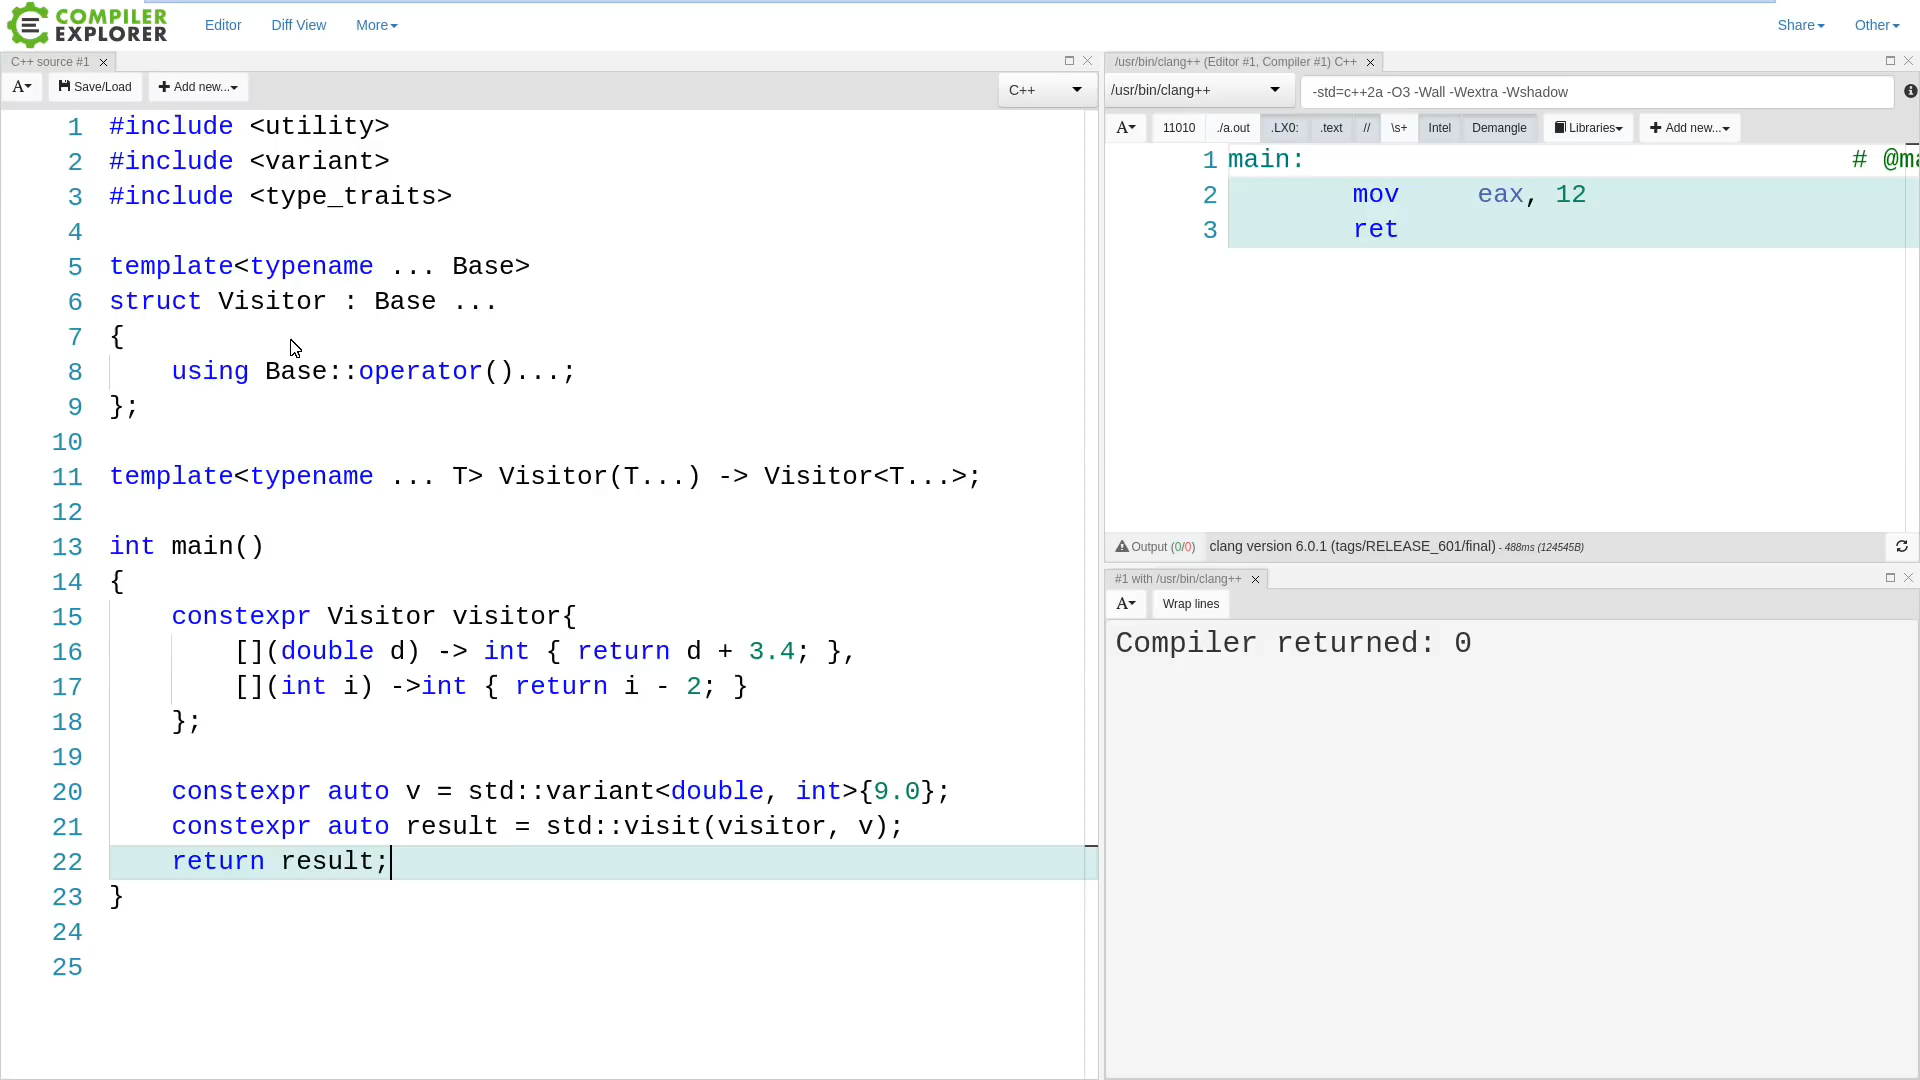 COMPILER
EXPLORER
Editor
Diff View
More
Share
Other
C++ source #1
A
Save/Load
Add new...
C++
1 #include <utility>
2 #include <variant>
3 #include <type_traits>
4
5 template<typename ... Base>
6 struct Visitor : Base ...
7 {
8     using Base::operator()...;
9 };
10
11 template<typename ... T> Visitor(T...) -> Visitor<T...>;
12
13 int main()
14 {
15     constexpr Visitor visitor{
16         [](double d) -> int { return d + 3.4; },
17         [](int i) ->int { return i - 2; }
18     };
19
20     constexpr auto v = std::variant<double, int>{9.0};
21     constexpr auto result = std::visit(visitor, v);
22     return result;
23 }
24
25
/usr/bin/clang++ (Editor #1, Compiler #1) C++
/usr/bin/clang++
-std=c++2a -O3 -Wall -Wextra -Wshadow
A
11010
./a.out
.LX0:
.text
//
\s+
Intel
Demangle
Libraries
Add new...
1 main: # @ma
2         mov     eax, 12
3         ret
Output (0/0) clang version 6.0.1 (tags/RELEASE_601/final) - 488ms (124545B)
#1 with /usr/bin/clang++
A
Wrap lines
Compiler returned: 0